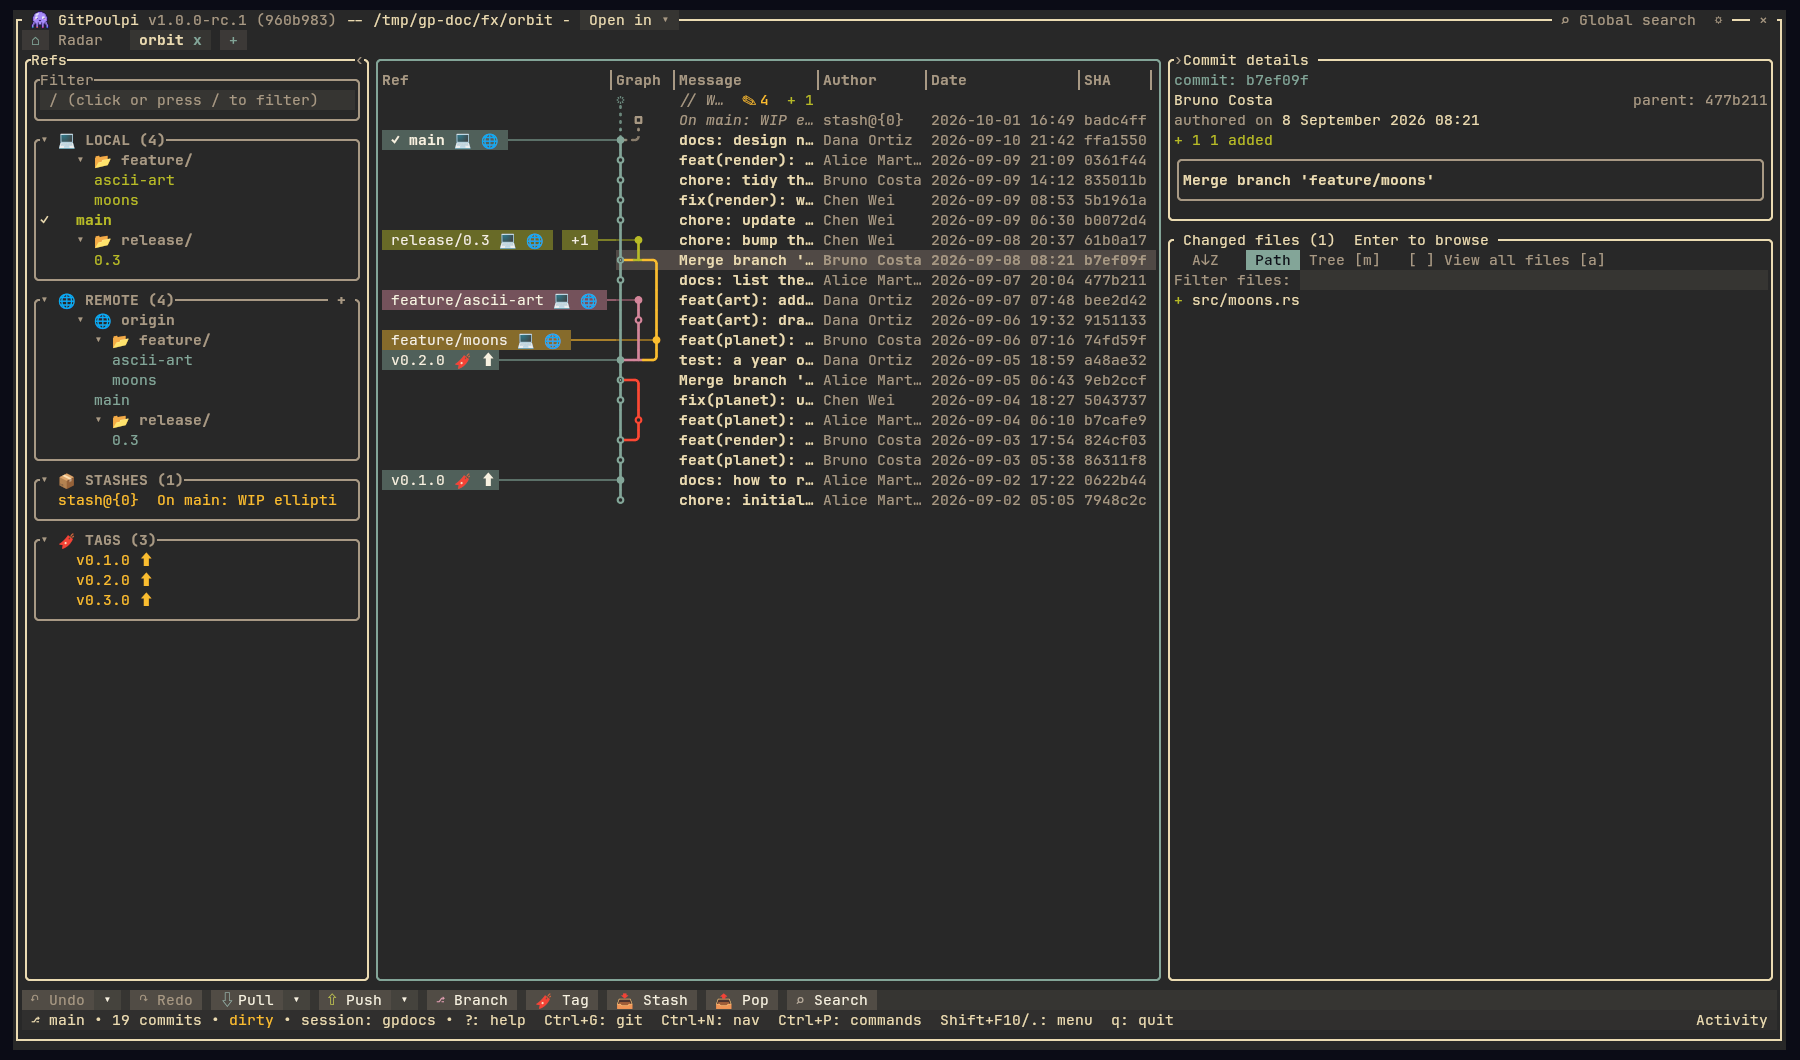 GitPoulpi v1.0.0-rc.1 (960b983) —— /tmp/gp-doc/fx/orbit - Open in ▾ ⌕ Global search ×
⌂ Radar orbit x +
Refs ‹
Filter
/ (click or press / to filter)
▾ LOCAL (4)
▾ feature/
ascii-art
moons
✓ main
▾ release/
0.3
▾ REMOTE (4) +
▾ origin
▾ feature/
ascii-art
moons
main
▾ release/
0.3
▾ STASHES (1)
stash@{0} On main: WIP ellipti
▾ TAGS (3)
v0.1.0 ⬆
v0.2.0 ⬆
v0.3.0 ⬆
Ref Graph Message Author Date SHA
// W… 4 + 1
On main: WIP e… stash@{0} 2026-10-01 16:49 badc4ff
✓ main docs: design n… Dana Ortiz 2026-09-10 21:42 ffa1550
feat(render): … Alice Mart… 2026-09-09 21:09 0361f44
chore: tidy th… Bruno Costa 2026-09-09 14:12 835011b
fix(render): w… Chen Wei 2026-09-09 08:53 5b1961a
chore: update … Chen Wei 2026-09-09 06:30 b0072d4
release/0.3 +1 chore: bump th… Chen Wei 2026-09-08 20:37 61b0a17
Merge branch '… Bruno Costa 2026-09-08 08:21 b7ef09f
docs: list the… Alice Mart… 2026-09-07 20:04 477b211
feature/ascii-art feat(art): add… Dana Ortiz 2026-09-07 07:48 bee2d42
feat(art): dra… Dana Ortiz 2026-09-06 19:32 9151133
feature/moons feat(planet): … Bruno Costa 2026-09-06 07:16 74fd59f
v0.2.0 ⬆ test: a year o… Dana Ortiz 2026-09-05 18:59 a48ae32
Merge branch '… Alice Mart… 2026-09-05 06:43 9eb2ccf
fix(planet): u… Chen Wei 2026-09-04 18:27 5043737
feat(planet): … Alice Mart… 2026-09-04 06:10 b7cafe9
feat(render): … Bruno Costa 2026-09-03 17:54 824cf03
feat(planet): … Bruno Costa 2026-09-03 05:38 86311f8
v0.1.0 ⬆ docs: how to r… Alice Mart… 2026-09-02 17:22 0622b44
chore: initial… Alice Mart… 2026-09-02 05:05 7948c2c
›Commit details
commit: b7ef09f
Bruno Costa parent: 477b211
authored on 8 September 2026 08:21
+ 1 1 added
Merge branch 'feature/moons'
Changed files (1) Enter to browse
A↓Z Path Tree [m] [ ] View all files [a]
Filter files:
+ src/moons.rs
Undo ▾ Redo Pull ▾ Push ▾ Branch Tag Stash Pop ⌕ Search
main • 19 commits • dirty • session: gpdocs • ?: help Ctrl+G: git Ctrl+N: nav Ctrl+P: commands Shift+F10/.: menu q: quit Activity